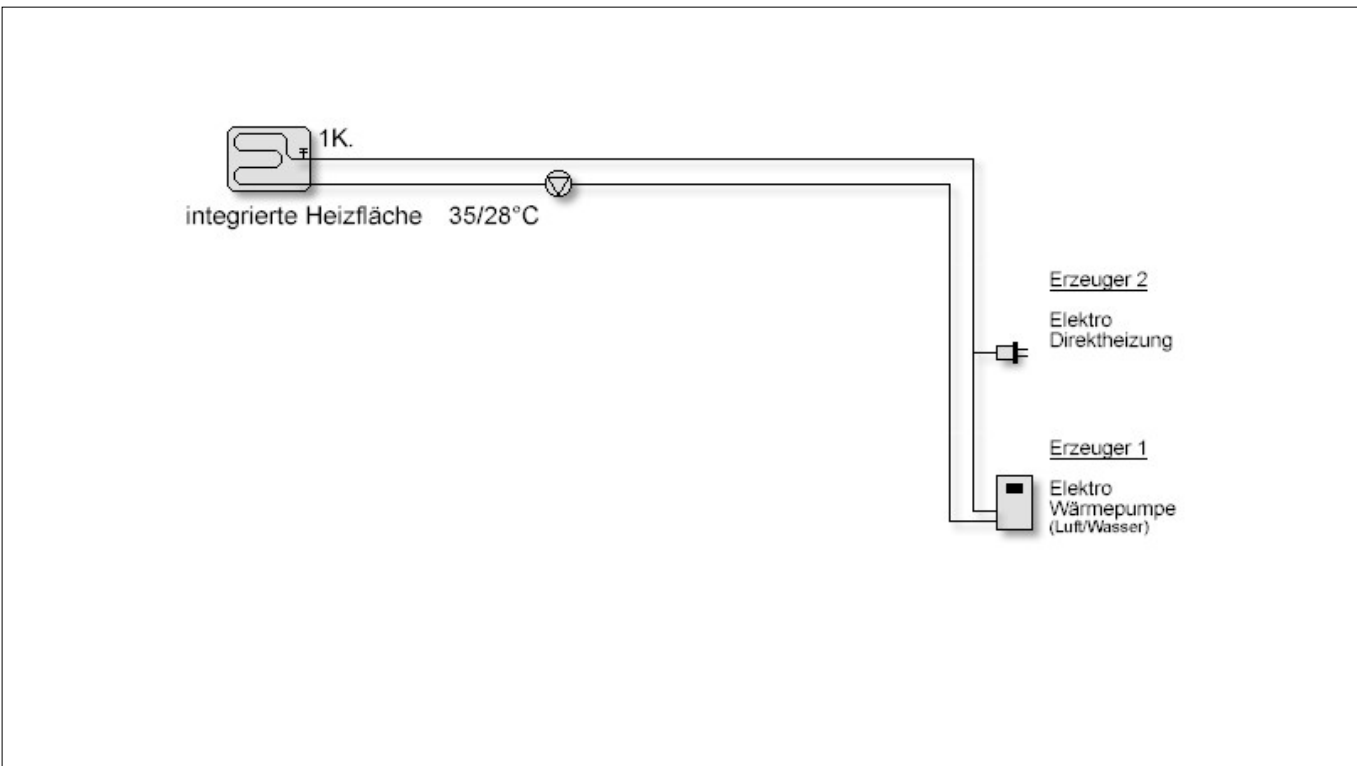 1K.
integrierte Heizfläche 35/28°C
Erzeuger 2
Elektro
Direktheizung
Erzeuger 1
Elektro
Wärmepumpe
(Luft/Wasser)